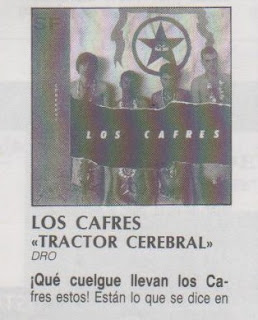 LOS CAFRES
LOS CAFRES
«TRACTOR CEREBRAL»
DRO
¡Qué cuelgue llevan los Ca-
fres estos! Están lo que se dice en